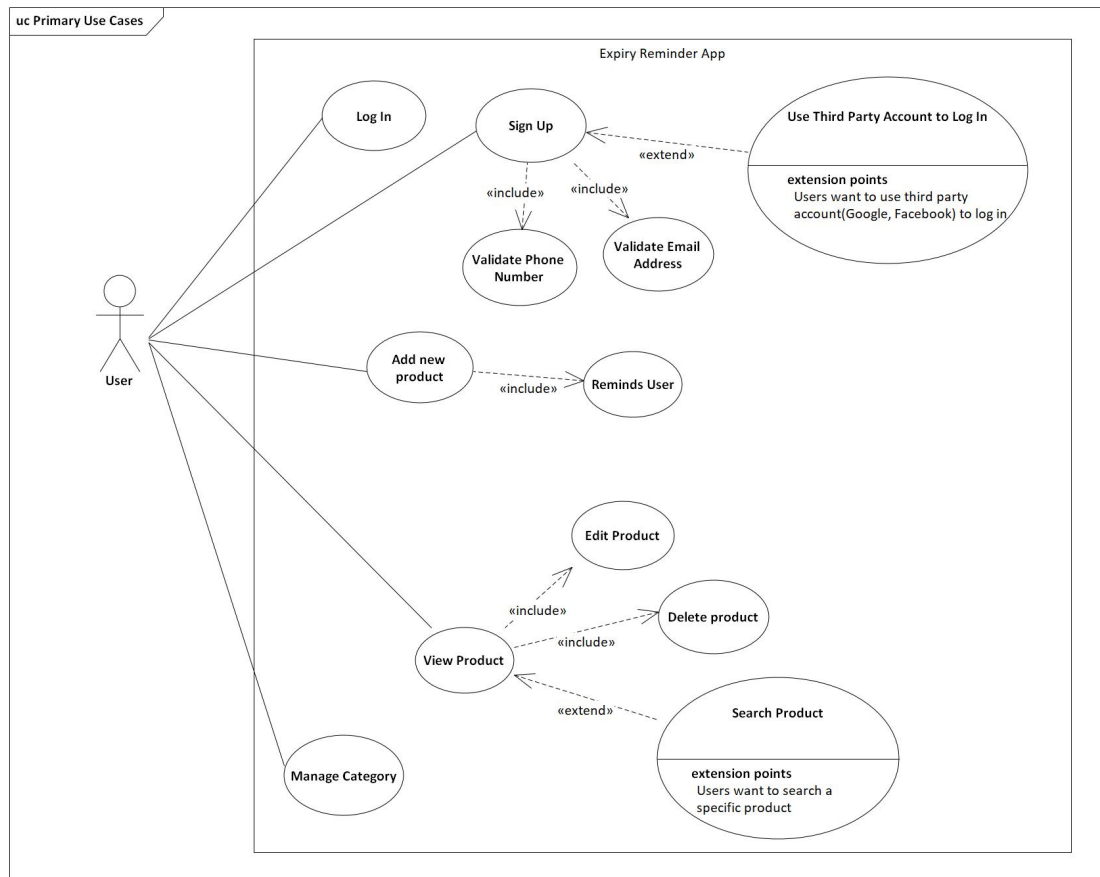 uc Primary Use Cases
Expiry Reminder App
Log In
Sign Up
Use Third Party Account to Log In
«extend»
extension points
Users want to use third party
account(Google, Facebook) to log in
«include»
«include»
Validate Phone
Number
Validate Email
Address
User
Add new
product
«include»
Reminds User
Edit Product
«include»
Delete product
«include»
View Product
«extend»
Search Product
extension points
Users want to search a
specific product
Manage Category